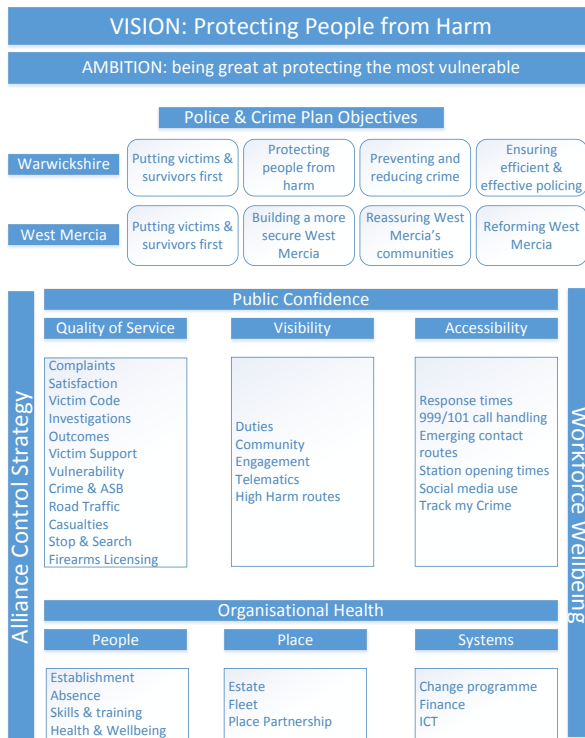 VISION: Protecting People from Harm
AMBITION: being great at protecting the most vulnerable
Police & Crime Plan Objectives
Warwickshire
Putting victims &
survivors first
Protecting
people from
harm
Preventing and
reducing crime
Ensuring
efficient &
effective policing
West Mercia
Putting victims &
survivors first
Building a more
secure West
Mercia
Reassuring West
Mercia's
communities
Reforming West
Mercia
Alliance Control Strategy
Public Confidence
Quality of Service
Complaints
Satisfaction
Victim Code
Investigations
Outcomes
Victim Support
Vulnerability
Crime & ASB
Road Traffic
Casualties
Stop & Search
Firearms Licensing
Visibility
Duties
Community
Engagement
Telematics
High Harm routes
Accessibility
Response times
999/101 call handling
Emerging contact
routes
Station opening times
Social media use
Track my Crime
Workforce Wellbeing
Organisational Health
People
Establishment
Absence
Skills & training
Health & Wellbeing
Place
Estate
Fleet
Place Partnership
Systems
Change programme
Finance
ICT